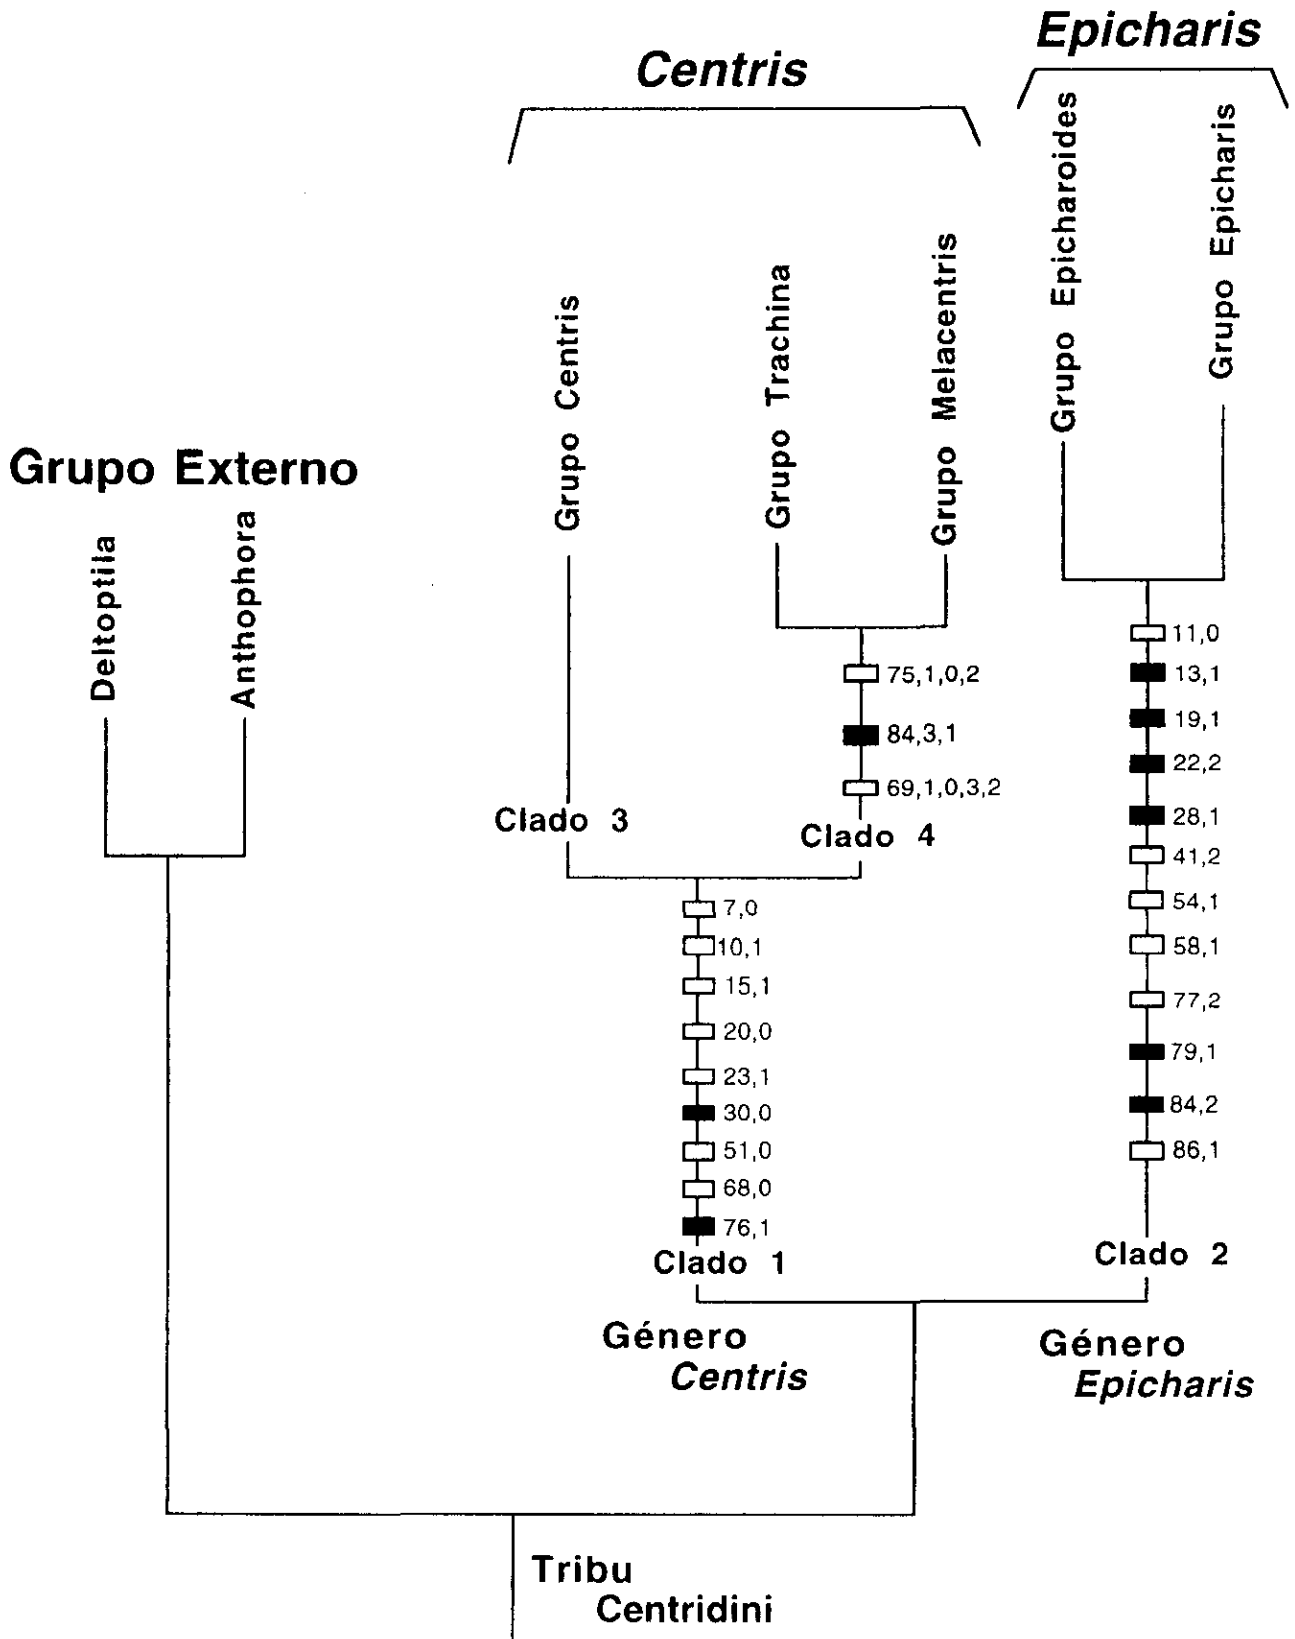 Epicharis
Centris
Grupo Epicharoides
Grupo Epicharis
Grupo Centris
Grupo Trachina
Grupo Melacentris
Grupo Externo
Deltoptila
Anthophora
75,1,0,2
84,3,1
69,1,0,3,2
Clado 3
Clado 4
11,0
13,1
19,1
22,2
28,1
41,2
54,1
58,1
77,2
79,1
84,2
86,1
7,0
10,1
15,1
20,0
23,1
30,0
51,0
68,0
76,1
Clado 1
Clado 2
Género
Centris
Género
Epicharis
Tribu
Centridini